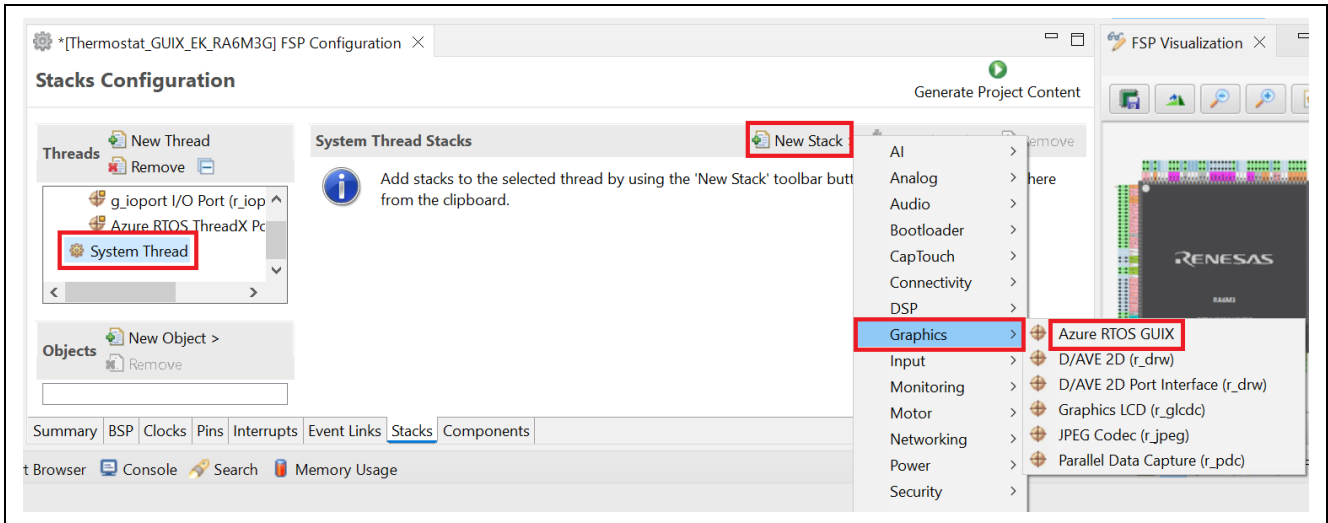 *[Thermostat_GUIX_EK_RA6M3G] FSP Configuration
FSP Visualization
Stacks Configuration
Generate Project Content
Threads
New Thread
Remove
System Thread Stacks
New Stack >
g_ioport I/O Port (r_iop
Azure RTOS ThreadX Po
System Thread
Add stacks to the selected thread by using the 'New Stack' toolbar butt
here
from the clipboard.
emove
<
>
Objects
New Object >
Remove
AI >
Analog >
Audio >
Bootloader >
CapTouch >
Connectivity >
DSP >
Graphics >
Input >
Monitoring >
Motor >
Networking >
Power >
Security >
Azure RTOS GUIX
D/AVE 2D (r_drw)
D/AVE 2D Port Interface (r_drw)
Graphics LCD (r_glcdc)
JPEG Codec (r_jpeg)
Parallel Data Capture (r_pdc)
RENESAS
RA6M3
Summary BSP Clocks Pins Interrupts Event Links Stacks Components
t Browser Console Search Memory Usage